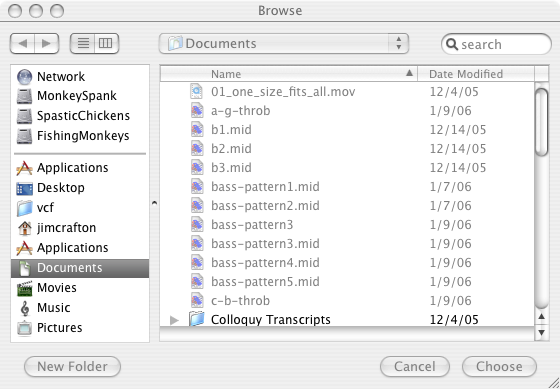 Browse
Documents
search
Network
MonkeySpank
SpasticChickens
FishingMonkeys
Applications
Desktop
vcf
jimcrafton
Applications
Documents
Movies
Music
Pictures
Name Date Modified
01_one_size_fits_all.mov 12/4/05
a-g-throb 1/9/06
b1.mid 12/14/05
b2.mid 12/14/05
b3.mid 12/14/05
bass-pattern1.mid 1/7/06
bass-pattern2.mid 1/7/06
bass-pattern3 1/9/06
bass-pattern3.mid 1/9/06
bass-pattern4.mid 1/9/06
bass-pattern5.mid 1/9/06
c-b-throb 1/9/06
Colloquy Transcripts 12/4/05
New Folder Cancel Choose